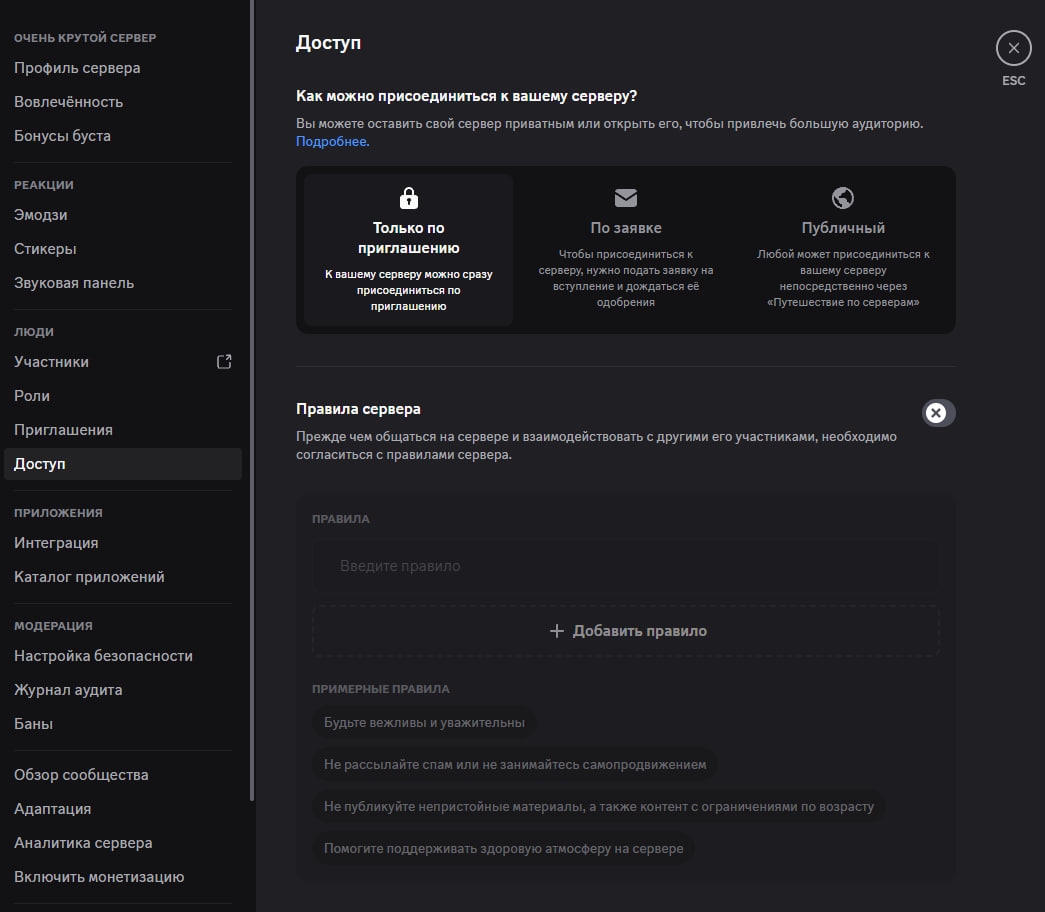 ОЧЕНЬ КРУТОЙ СЕРВЕР
Профиль сервера
Вовлечённость
Бонусы буста
РЕАКЦИИ
Эмодзи
Стикеры
Звуковая панель
ЛЮДИ
Участники
Роли
Приглашения
Доступ
ПРИЛОЖЕНИЯ
Интеграция
Каталог приложений
МОДЕРАЦИЯ
Настройка безопасности
Журнал аудита
Баны
Обзор сообщества
Адаптация
Аналитика сервера
Включить монетизацию
Доступ
ESC
Как можно присоединиться к вашему серверу?
Вы можете оставить свой сервер приватным или открыть его, чтобы привлечь большую аудиторию.
Подробнее.
Только по
приглашению
К вашему серверу можно сразу
присоединиться по
приглашению
По заявке
Чтобы присоединиться к
серверу, нужно подать заявку на
вступление и дождаться её
одобрения
Публичный
Любой может присоединиться к
вашему серверу
непосредственно через
«Путешествие по серверам»
Правила сервера
Прежде чем общаться на сервере и взаимодействовать с другими его участниками, необходимо
согласиться с правилами сервера.
ПРАВИЛА
Введите правило
Добавить правило
ПРИМЕРНЫЕ ПРАВИЛА
Будьте вежливы и уважительны
Не рассылайте спам или не занимайтесь самопродвижением
Не публикуйте непристойные материалы, а также контент с ограничениями по возрасту
Помогите поддерживать здоровую атмосферу на сервере